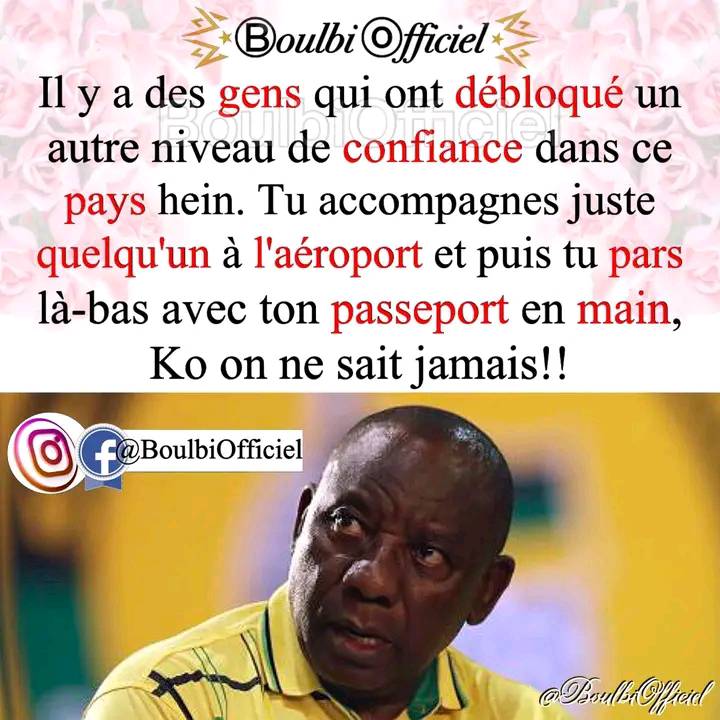 Boulbi Officiel
Il y a des gens qui ont débloqué un
autre niveau de confiance dans ce
pays hein. Tu accompagnes juste
quelqu'un à l'aéroport et puis tu pars
là-bas avec ton passeport en main,
Ko on ne sait jamais!!
BoulbiOfficiel
@BoulbiOfficiel
@BoulbiOfficiel